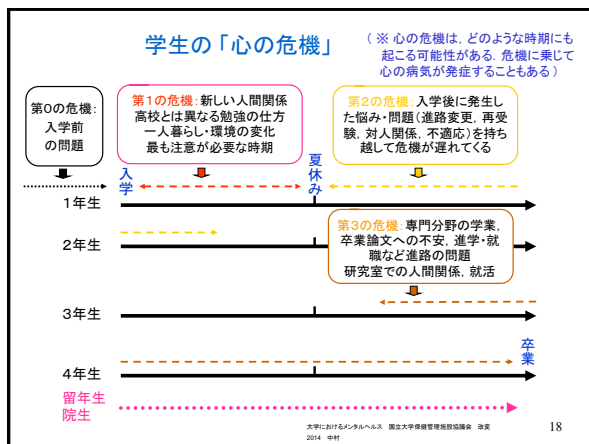 学生の「心の危機」
（ ※ 心の危機は，どのような時期にも
起こる可能性がある．危機に乗じて
心の病気が発症することもある ）
第0の危機：
入学前
の問題
第１の危機：新しい人間関係
高校とは異なる勉強の仕方
一人暮らし・環境の変化
最も注意が必要な時期
第２の危機：入学後に発生し
た悩み・問題（進路変更，再受
験，対人関係，不適応）を持ち
越して危機が遅れてくる
入学
夏休み
１年生
２年生
第３の危機：専門分野の学業，
卒業論文への不安，進学・就
職など進路の問題
研究室での人間関係，就活
３年生
卒業
４年生
留年生
院生
大学におけるメンタルヘルス　国立大学保健管理施設協議会　改変
2014　中村
18